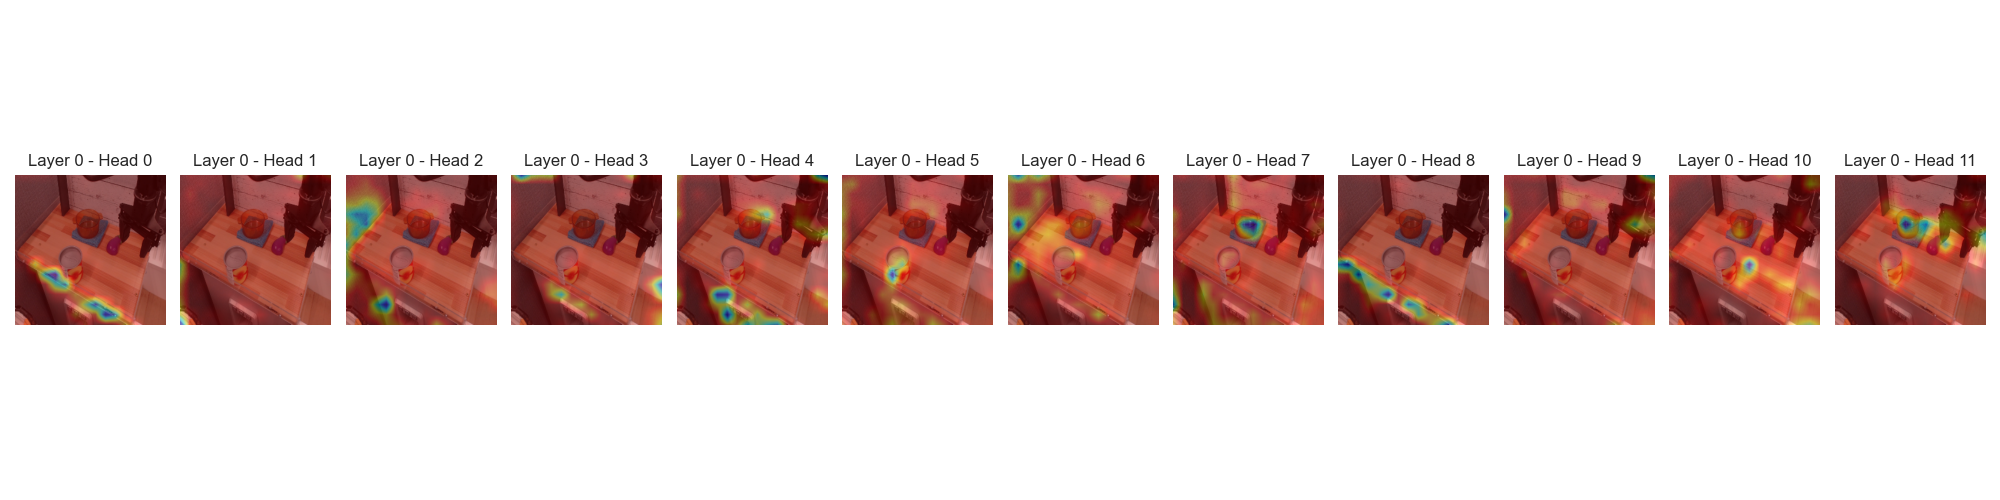 Layer 0 - Head 0
Layer 0 - Head 1
Layer 0 - Head 2
Layer 0 - Head 3
Layer 0 - Head 4
Layer 0 - Head 5
Layer 0 - Head 6
Layer 0 - Head 7
Layer 0 - Head 8
Layer 0 - Head 9
Layer 0 - Head 10
Layer 0 - Head 11